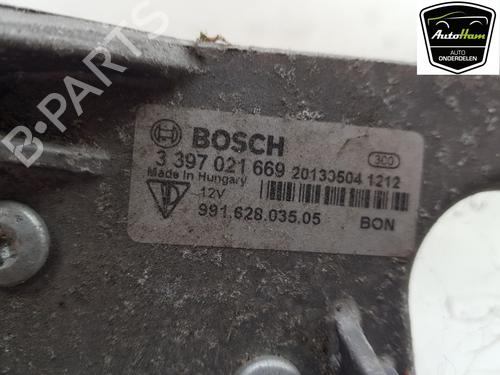 AutoHam
AUTO
ONDERDELEN
B-PARTS
BOSCH
3 397 021 669 20130504 1212
300
Made in Hungary
12V
991.628.035.05 BON